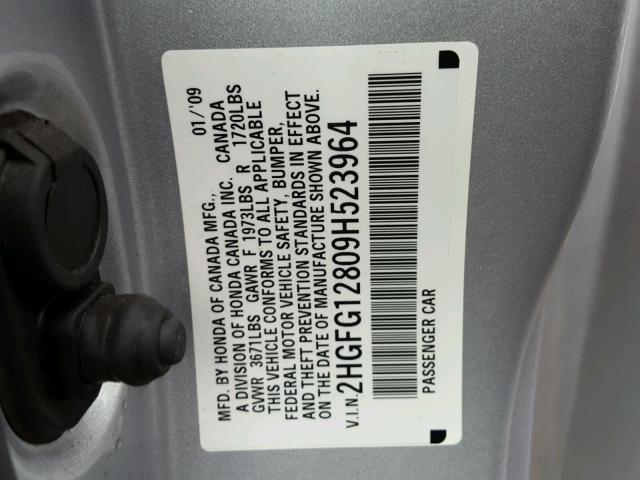 MFD. BY HONDA OF CANADA MFG., 01/'09
A DIVISION OF HONDA CANADA INC. CANADA
GVWR 3671LBS GAWR F 1973LBS R 1720LBS
THIS VEHICLE CONFORMS TO ALL APPLICABLE
FEDERAL MOTOR VEHICLE SAFETY, BUMPER,
AND THEFT PREVENTION STANDARDS IN EFFECT
ON THE DATE OF MANUFACTURE SHOWN ABOVE.
V.I.N. 2HGFG12809H523964
PASSENGER CAR